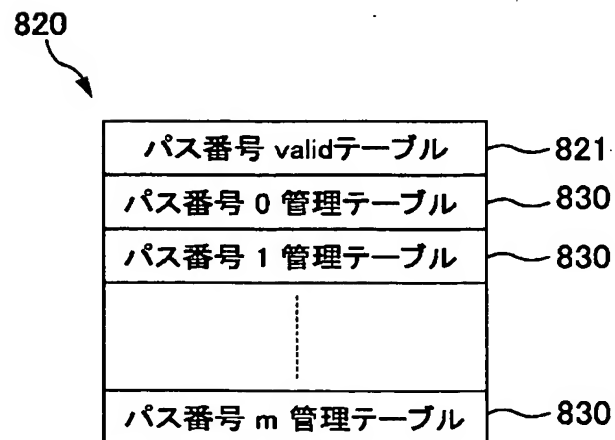 820
パス番号 validテーブル 821
パス番号 0 管理テーブル 830
パス番号 1 管理テーブル 830
パス番号 m 管理テーブル 830